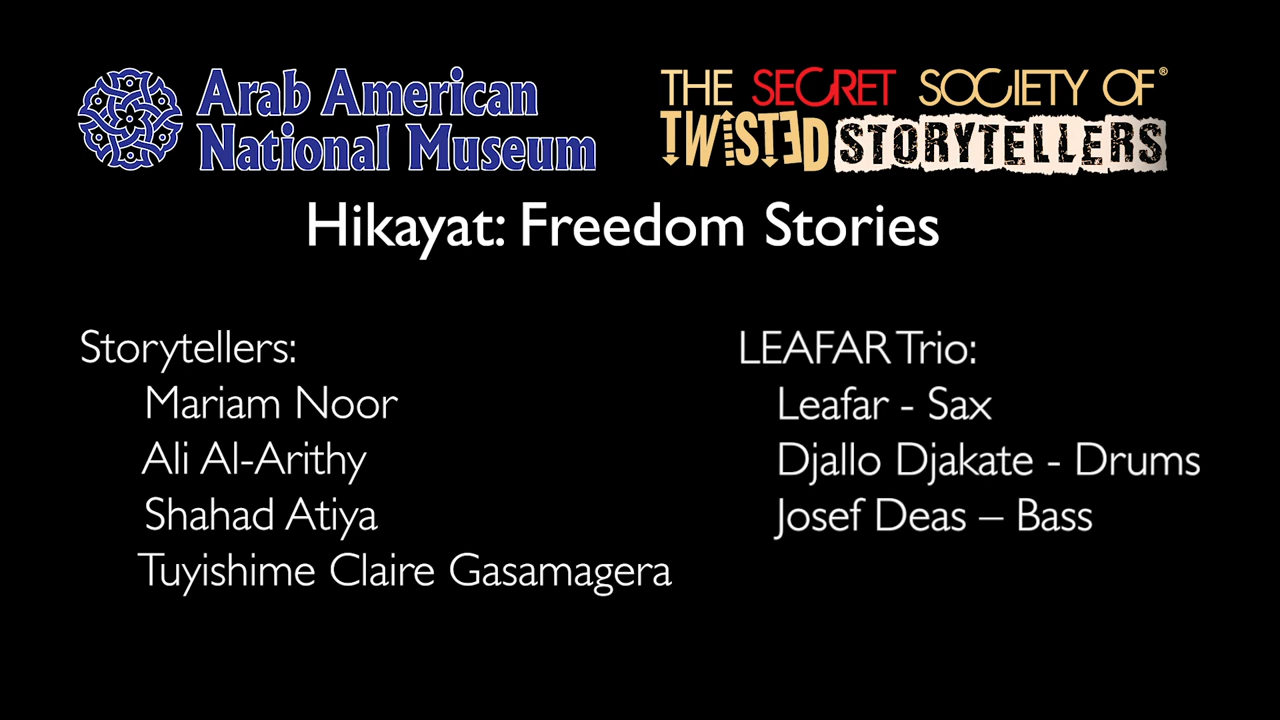 Arab American
National Museum
THE SECRET SOCIETY OF®
TWISTED STORYTELLERS
Hikayat: Freedom Stories
Storytellers:
Mariam Noor
Ali Al-Arithy
Shahad Atiya
Tuyishime Claire Gasamagera
LEAFAR Trio:
Leafar - Sax
Djallo Djakate - Drums
Josef Deas – Bass